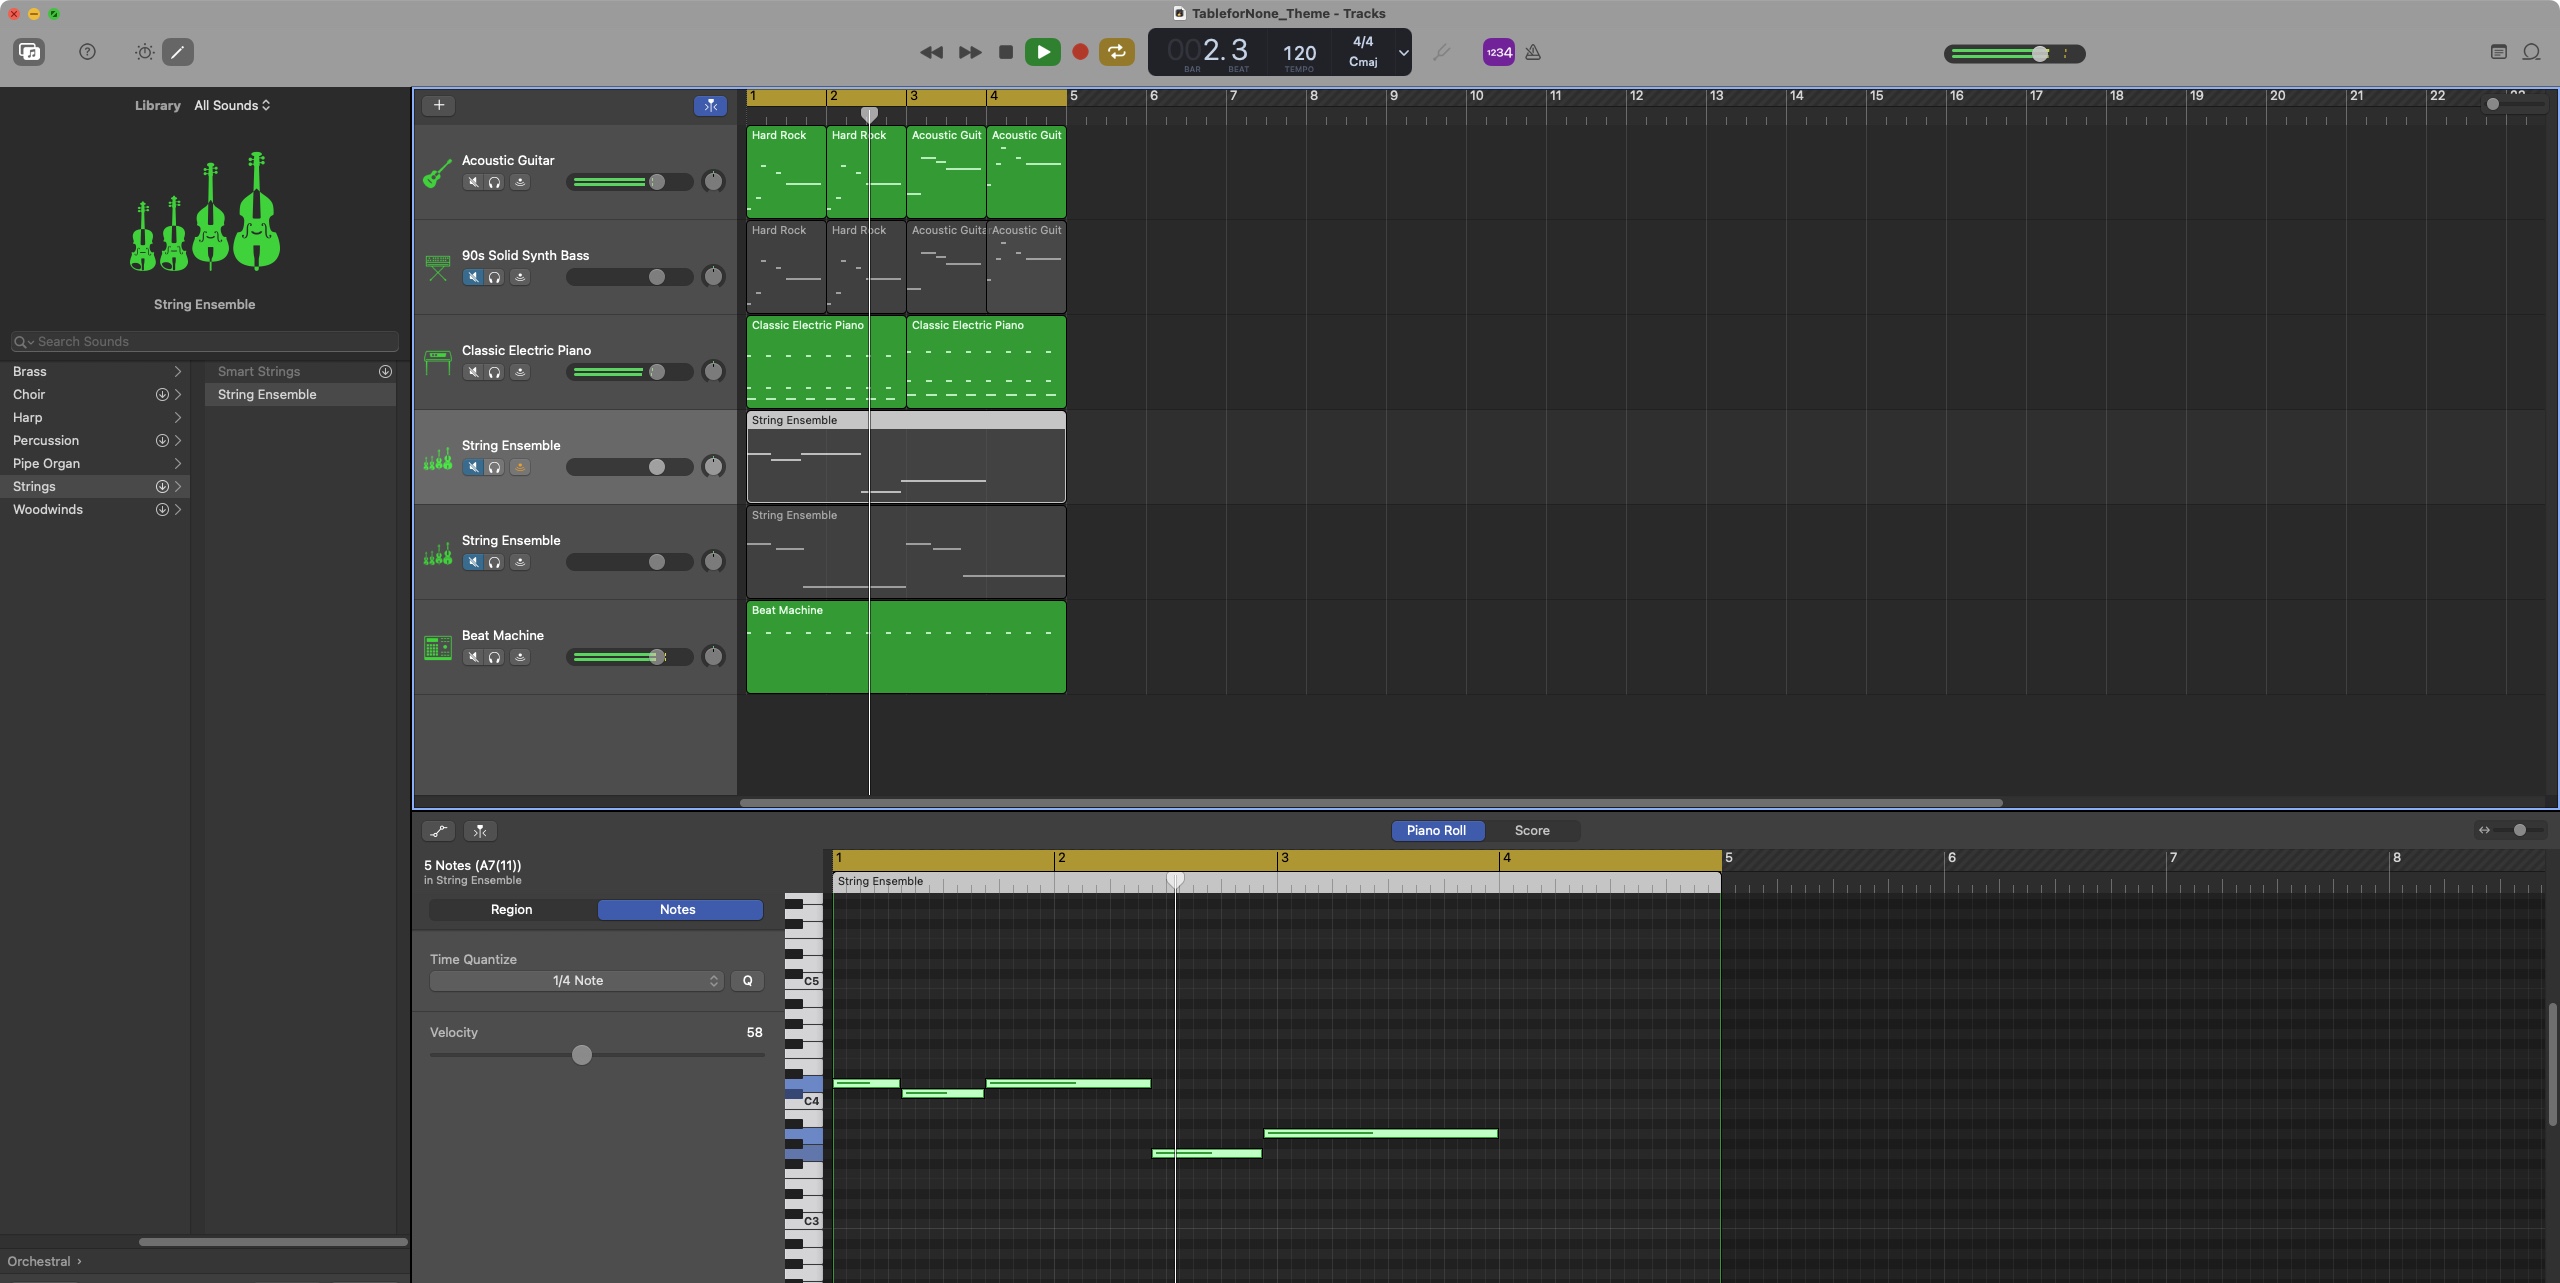 TableforNone_Theme - Tracks
002.3
BAR BEAT
120
TEMPO
4/4
Cmaj
1234
Library All Sounds
String Ensemble
Search Sounds
Brass
Choir
Harp
Percussion
Pipe Organ
Strings
Woodwinds
Smart Strings
String Ensemble
Orchestral
1 2 3 4 5 6 7 8 9 10 11 12 13 14 15 16 17 18 19 20 21 22
Acoustic Guitar
Hard Rock Hard Rock Acoustic Guit Acoustic Guit
90s Solid Synth Bass
Hard Rock Hard Rock Acoustic Guita Acoustic Guit
Classic Electric Piano
Classic Electric Piano Classic Electric Piano
String Ensemble
String Ensemble
String Ensemble
String Ensemble
Beat Machine
Beat Machine
Piano Roll Score
5 Notes (A7(11))
in String Ensemble
Region Notes
Time Quantize
1/4 Note Q
Velocity 58
1 2 3 4 5 6 7 8
String Ensemble
C5
C4
C3